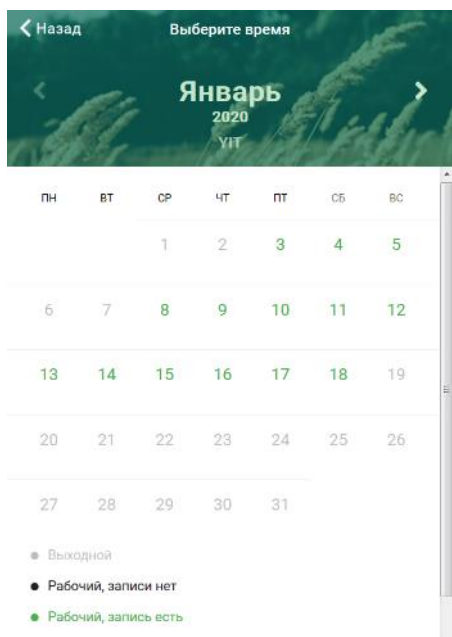 Назад Выберите время
Январь
2020
YIT
ПН ВТ СР ЧТ ПТ СБ ВС
1 2 3 4 5
6 7 8 9 10 11 12
13 14 15 16 17 18 19
20 21 22 23 24 25 26
27 28 29 30 31
Выходной
Рабочий, записи нет
Рабочий, запись есть